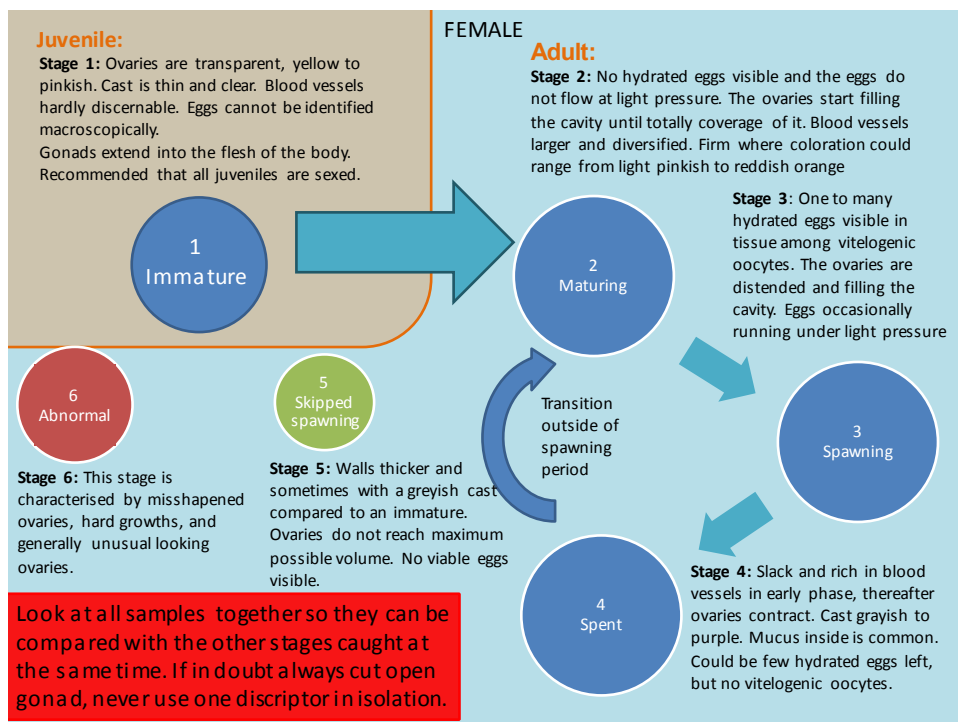 FEMALE
Juvenile:
Stage 1: Ovaries are transparent, yellow to
pinkish. Cast is thin and clear. Blood vessels
hardly discernable. Eggs cannot be identified
macroscopically.
Gonads extend into the flesh of the body.
Recommended that all juveniles are sexed.
1
Immature
Adult:
Stage 2: No hydrated eggs visible and the eggs do
not flow at light pressure. The ovaries start filling
the cavity until totally coverage of it. Blood vessels
larger and diversified. Firm where coloration could
range from light pinkish to reddish orange
2
Maturing
Stage 3: One to many
hydrated eggs visible in
tissue among vitelogenic
oocytes. The ovaries are
distended and filling the
cavity. Eggs occasionally
running under light pressure
3
Spawning
Transition
outside of
spawning
period
6
Abnormal
5
Skipped
spawning
Stage 6: This stage is
characterised by misshapened
ovaries, hard growths, and
generally unusual looking
ovaries.
Stage 5: Walls thicker and
sometimes with a greyish cast
compared to an immature.
Ovaries do not reach maximum
possible volume. No viable eggs
visible.
4
Spent
Stage 4: Slack and rich in blood
vessels in early phase, thereafter
ovaries contract. Cast grayish to
purple. Mucus inside is common.
Could be few hydrated eggs left,
but no vitelogenic oocytes.
Look at all samples together so they can be
compared with the other stages caught at
the same time. If in doubt always cut open
gonad, never use one discriptor in isolation.